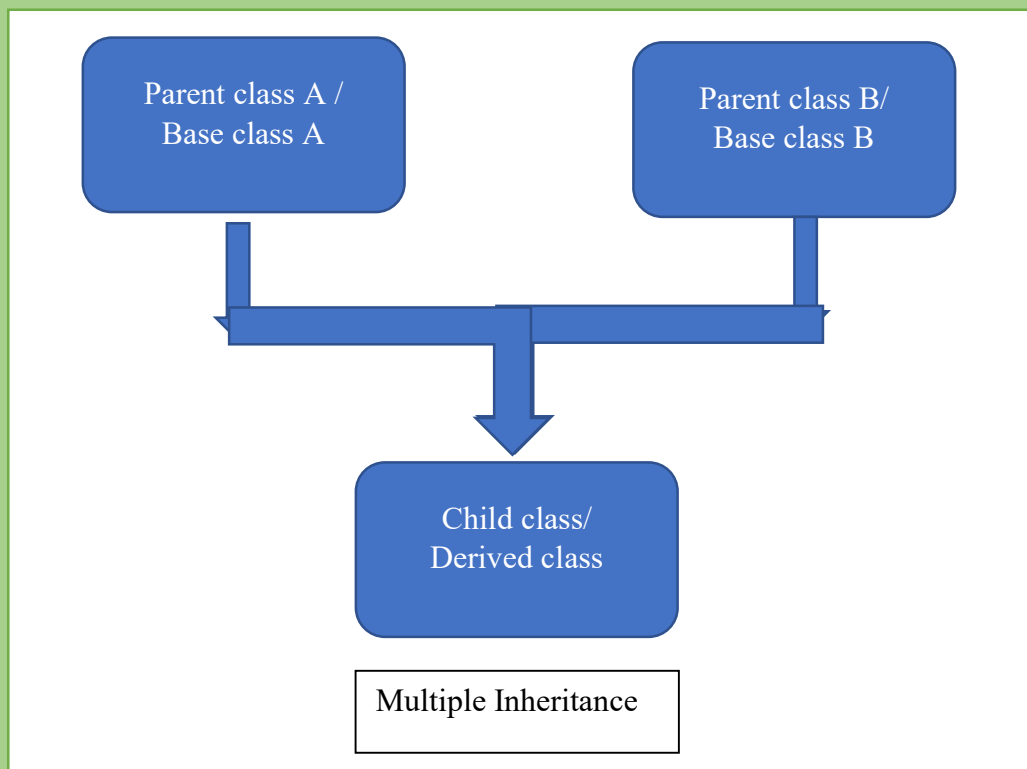 Parent class A /
Base class A
Parent class B/
Base class B
Child class/
Derived class
Multiple Inheritance